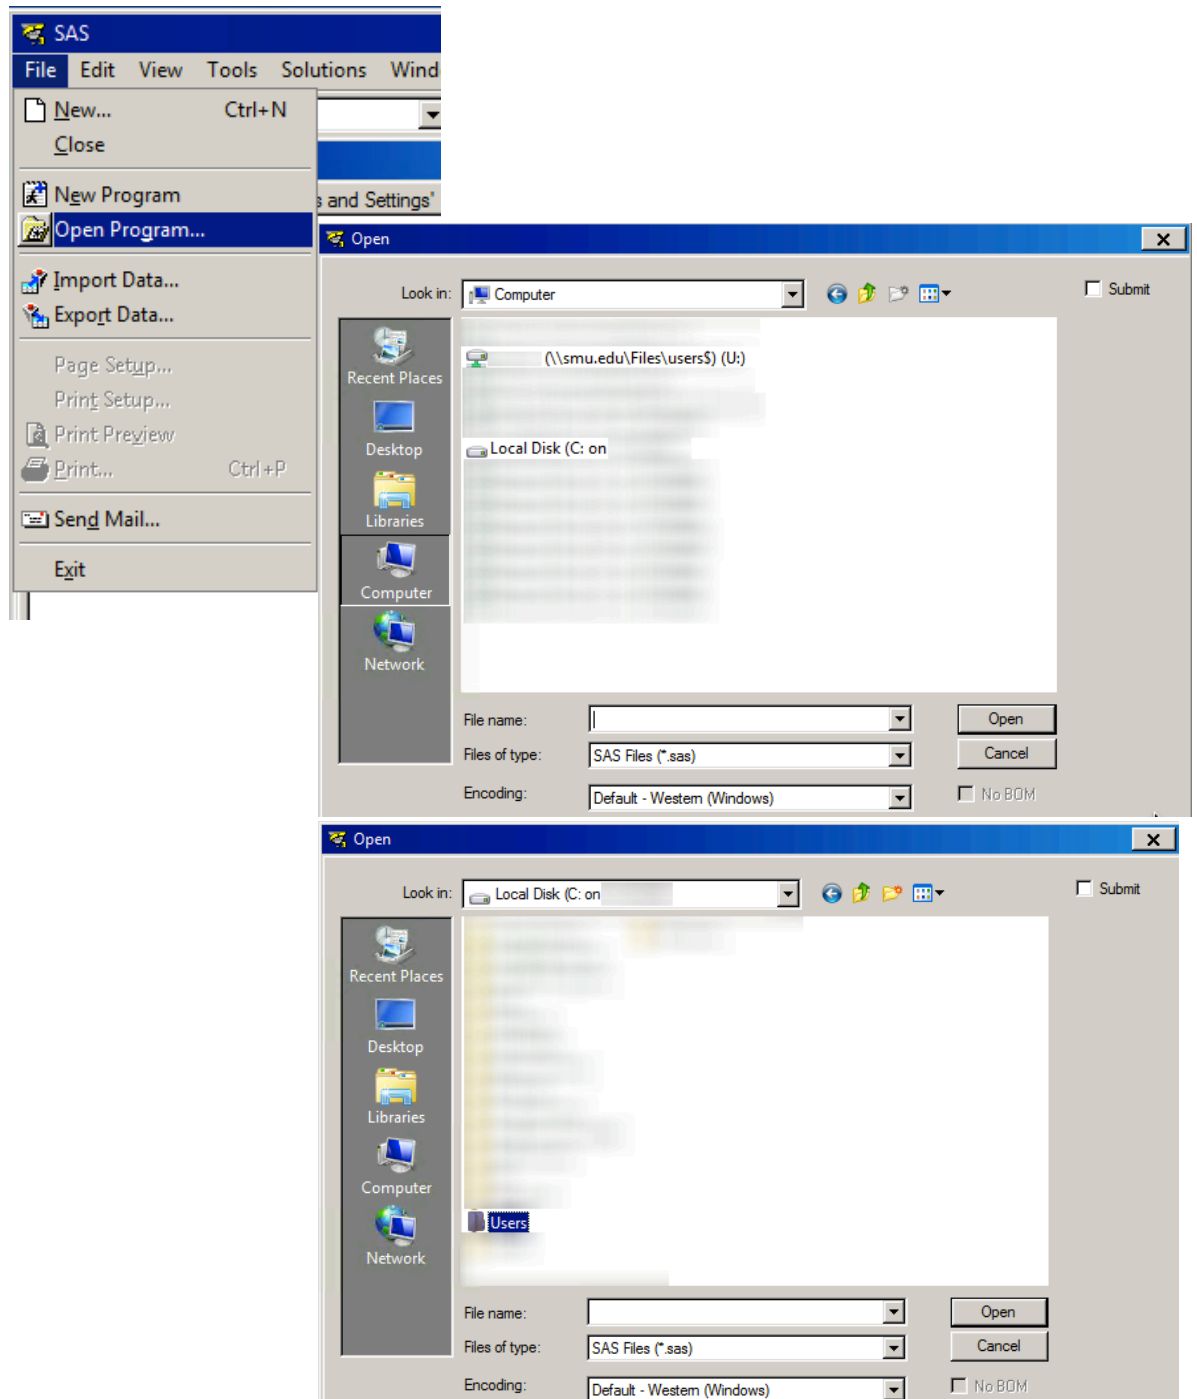 SAS
File Edit View Tools Solutions Wind
New... Ctrl+N
Close
New Program
s and Settings'
Open Program...
Import Data...
Export Data...
Page Setup...
Print Setup...
Print Preview
Print... Ctrl+P
Send Mail...
Exit
Open
Look in: Computer Submit
Recent Places
(\\smu.edu\Files\users$) (U:)
Desktop
Local Disk (C: on
Libraries
Computer
Network
File name: Open
Files of type: SAS Files (*.sas) Cancel
Encoding: Default - Western (Windows) No BOM
Open
Look in: Local Disk (C: on Submit
Recent Places
Desktop
Libraries
Computer
Users
Network
File name: Open
Files of type: SAS Files (*.sas) Cancel
Encoding: Default - Western (Windows) No BOM